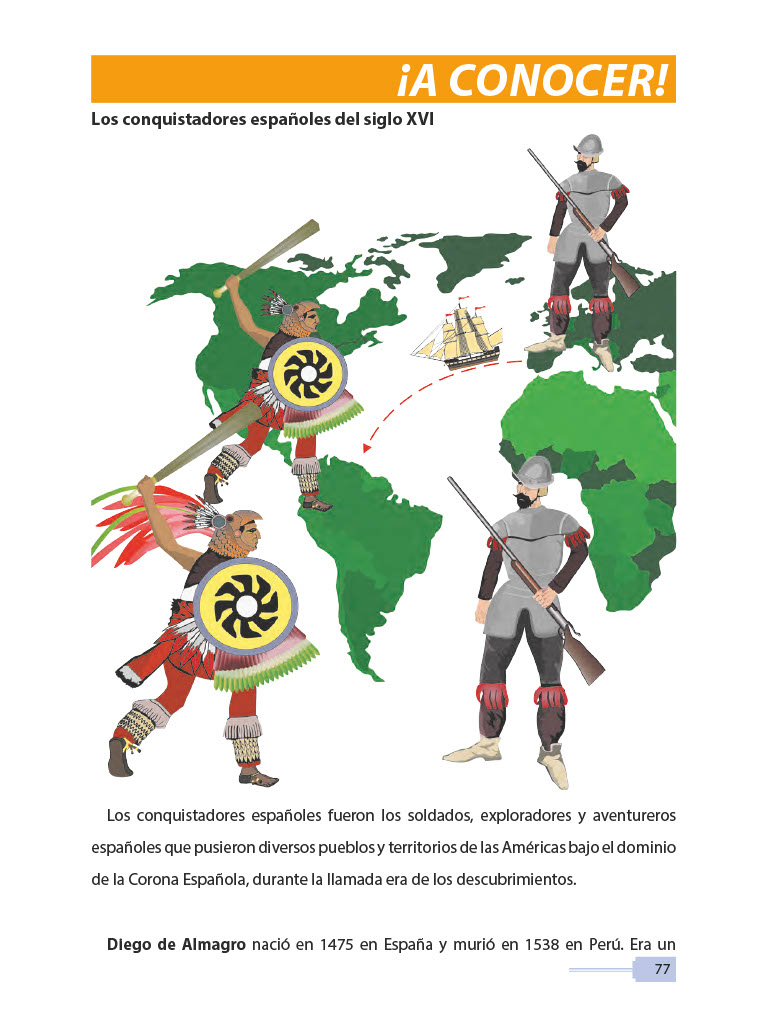 ¡A CONOCER!
Los conquistadores españoles del siglo XVI
Los conquistadores españoles fueron los soldados, exploradores y aventureros
españoles que pusieron diversos pueblos y territorios de las Américas bajo el dominio
de la Corona Española, durante la llamada era de los descubrimientos.
Diego de Almagro nació en 1475 en España y murió en 1538 en Perú. Era un
77